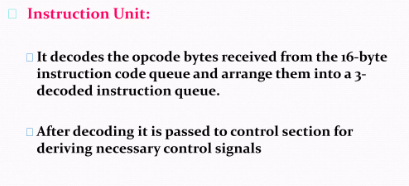 Instruction Unit:
It decodes the opcode bytes received from the 16-byte
instruction code queue and arrange them into a 3-
decoded instruction queue.
After decoding it is passed to control section for
deriving necessary control signals